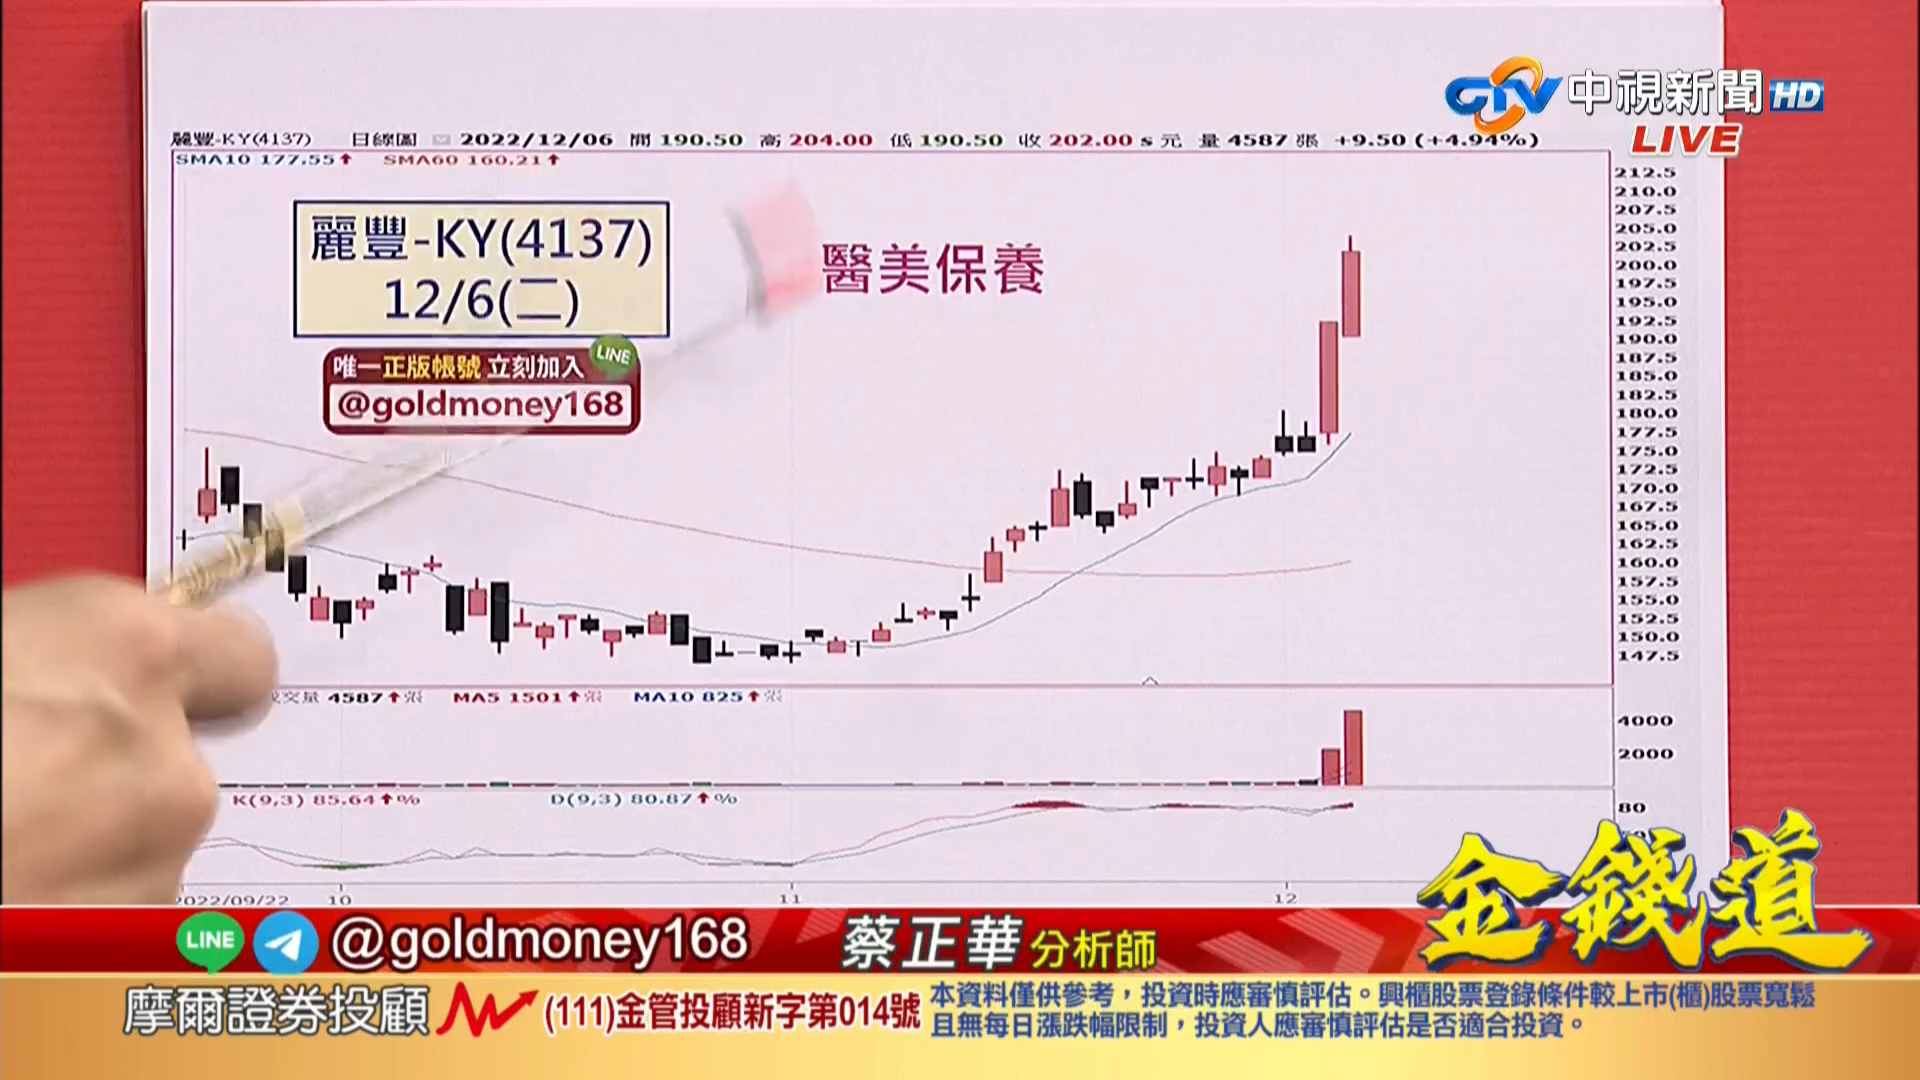 CTV 中視新聞 HD
LIVE
麗豐-KY(4137) 日線圖 2022/12/06 開 190.50 高 204.00 低 190.50 收 202.00 s 元 量 4587 張 +9.50 (+4.94%)
SMA10 177.55↑ SMA60 160.21↑
麗豐-KY(4137)
12/6(二)
醫美保養
唯一正版帳號 立刻加入 LINE
@goldmoney168
212.5
210.0
207.5
205.0
202.5
200.0
197.5
195.0
192.5
190.0
187.5
185.0
182.5
180.0
177.5
175.0
172.5
170.0
167.5
165.0
162.5
160.0
157.5
155.0
152.5
150.0
147.5
交量 4587↑張 MA5 1501↑張 MA10 825↑張
4000
2000
K(9,3) 85.64↑% D(9,3) 80.87↑%
80
2022/09/22 10 11 12
金錢道
LINE @goldmoney168 蔡正華 分析師
摩爾證券投顧 (111)金管投顧新字第014號
本資料僅供參考，投資時應審慎評估。興櫃股票登錄條件較上市(櫃)股票寬鬆
且無每日漲跌幅限制，投資人應審慎評估是否適合投資。